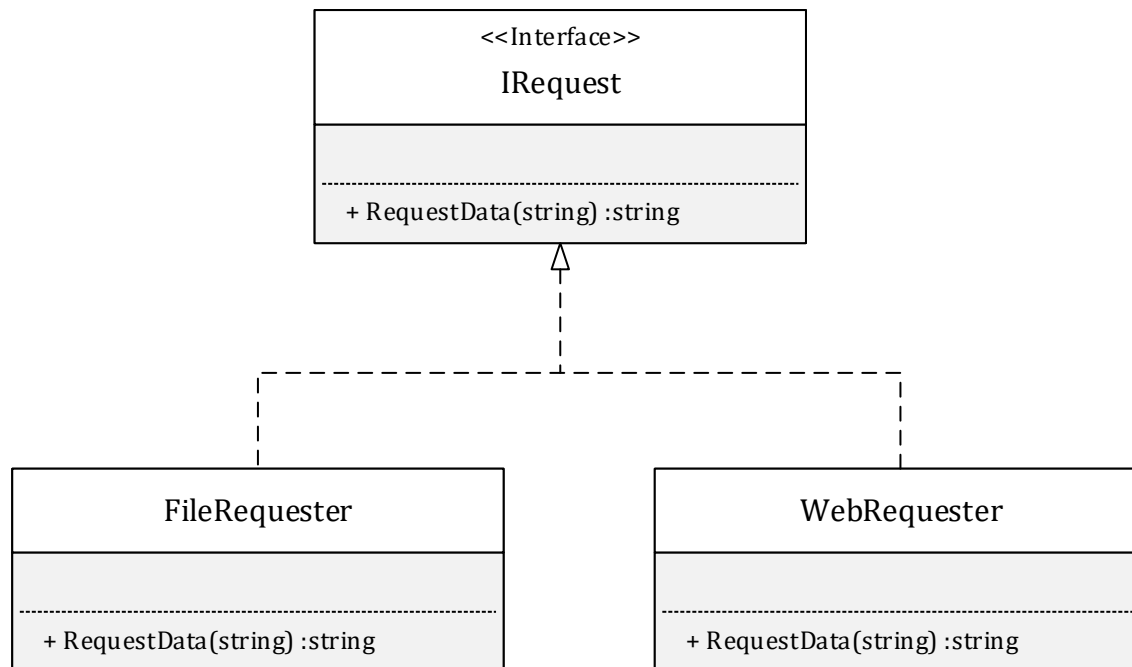 <<Interface>>
IRequest
+ RequestData(string) :string
FileRequester
+ RequestData(string) :string
WebRequester
+ RequestData(string) :string